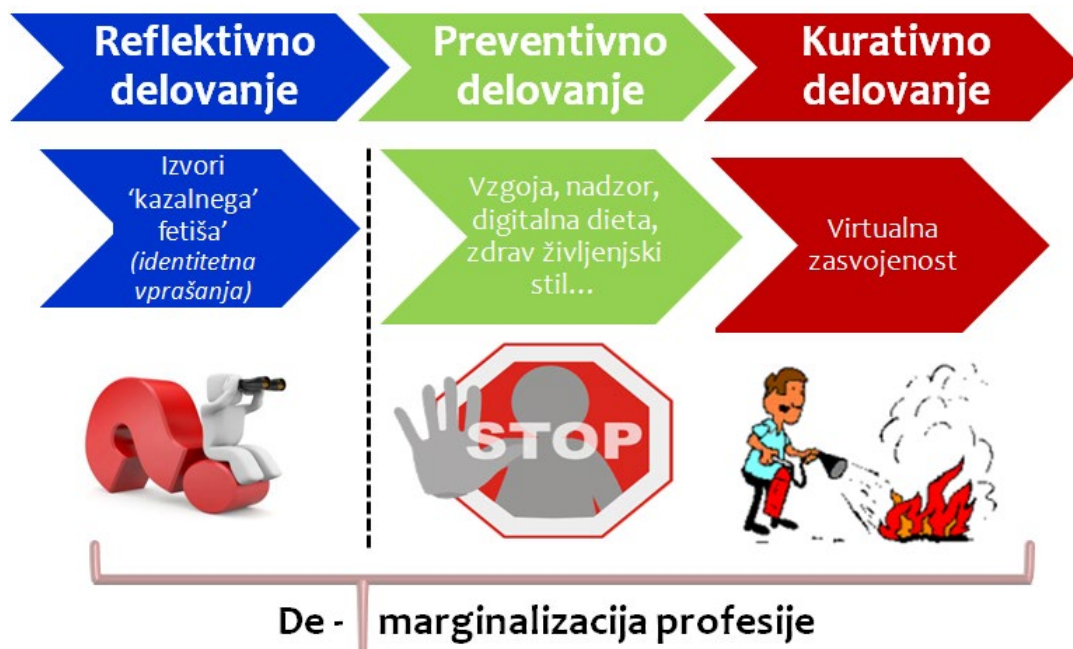 Reflektivno
delovanje
Preventivno
delovanje
Kurativno
delovanje
Izvori
‘kazalnega’
fetiša’
(identitetna
vprašanja)
Vzgoja, nadzor,
digitalna dieta,
zdrav življenjski
stil…
Virtualna
zasvojenost
STOP
De - marginalizacija profesije